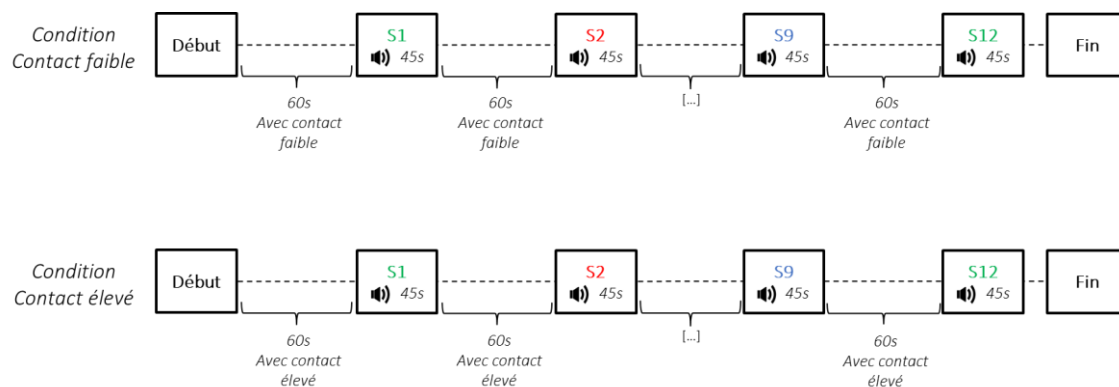 Condition
Contact faible
Début
S1
45s
S2
45s
S9
45s
S12
45s
Fin
60s
Avec contact
faible
60s
Avec contact
faible
[...]
60s
Avec contact
faible
Condition
Contact élevé
Début
S1
45s
S2
45s
S9
45s
S12
45s
Fin
60s
Avec contact
élevé
60s
Avec contact
élevé
[...]
60s
Avec contact
élevé